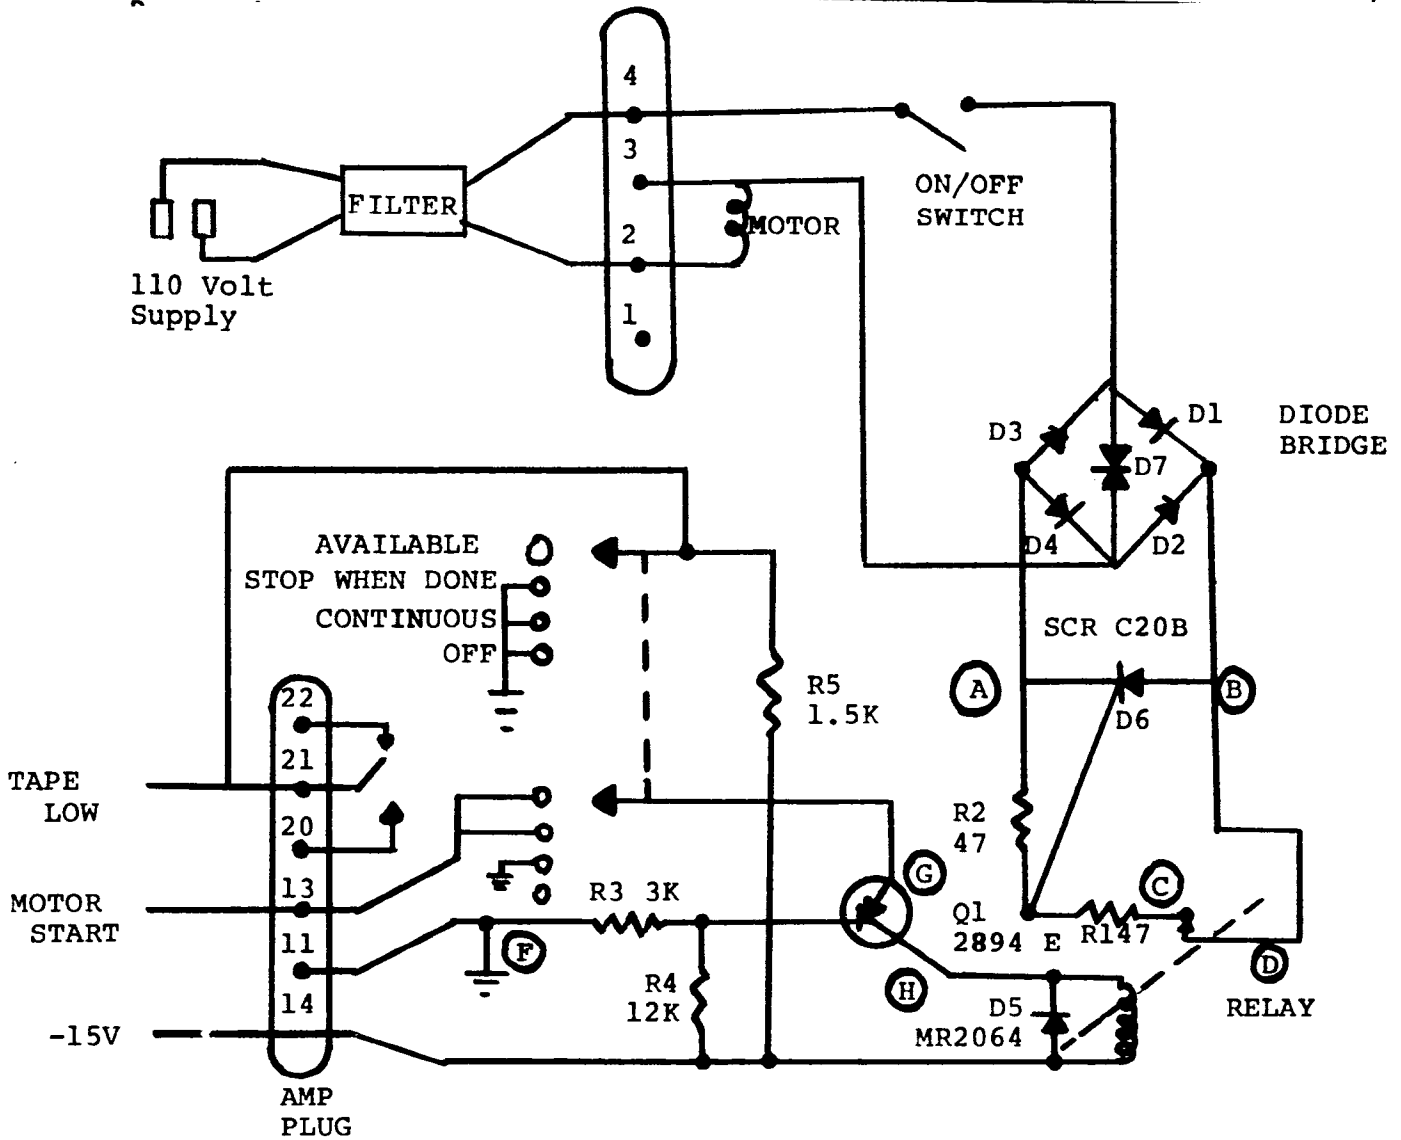 4
3
2
1
FILTER
MOTOR
ON/OFF
SWITCH
110 Volt
Supply
D3
D1
D7
D4
D2
DIODE
BRIDGE
AVAILABLE
STOP WHEN DONE
CONTINUOUS
OFF
SCR C20B
A
B
D6
R5
1.5K
22
21
20
13
11
14
TAPE
LOW
MOTOR
START
-15V
AMP
PLUG
R2
47
R3 3K
F
R4
12K
G
H
Q1
2894 E
R147
C
D
D5
MR2064
RELAY